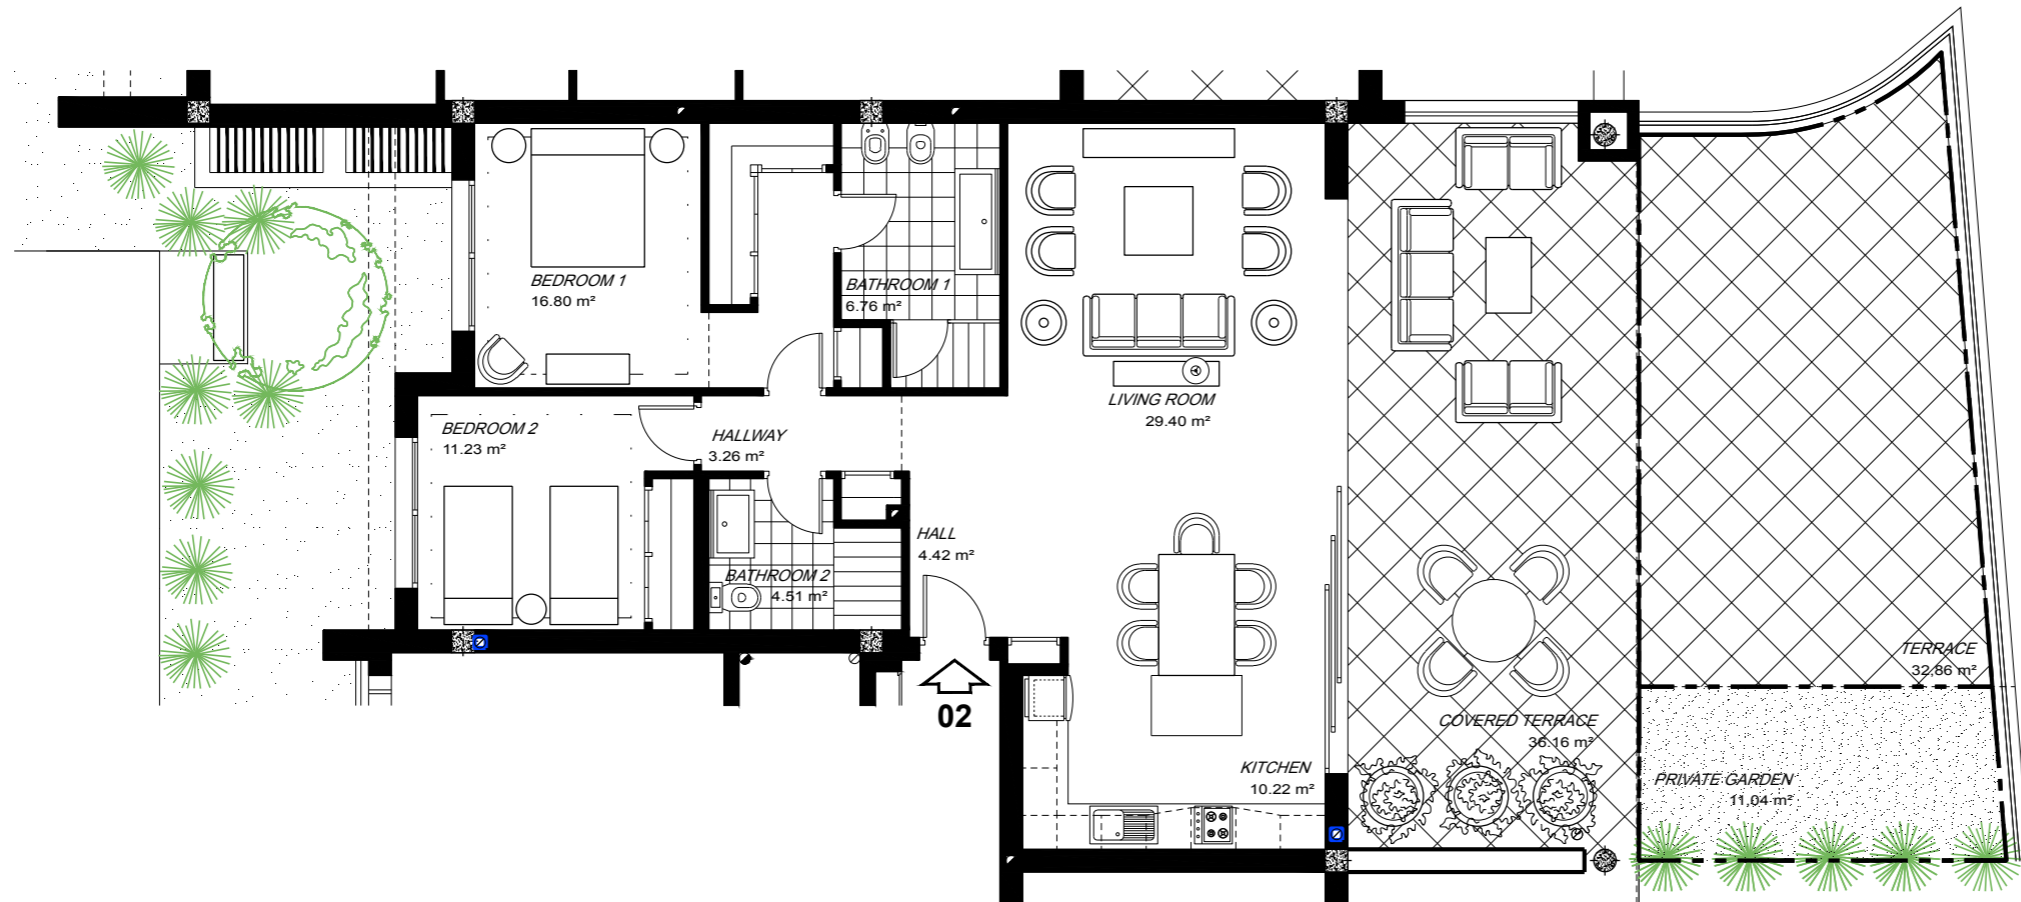 BEDROOM 1
16.80 m²
BATHROOM 1
6.76 m²
LIVING ROOM
29.40 m²
BEDROOM 2
11.23 m²
HALLWAY
3.26 m²
HALL
4.42 m²
BATHROOM 2
4.51 m²
02
KITCHEN
10.22 m²
COVERED TERRACE
36.16 m²
TERRACE
32,86 m²
PRIVATE GARDEN
11,04 m²